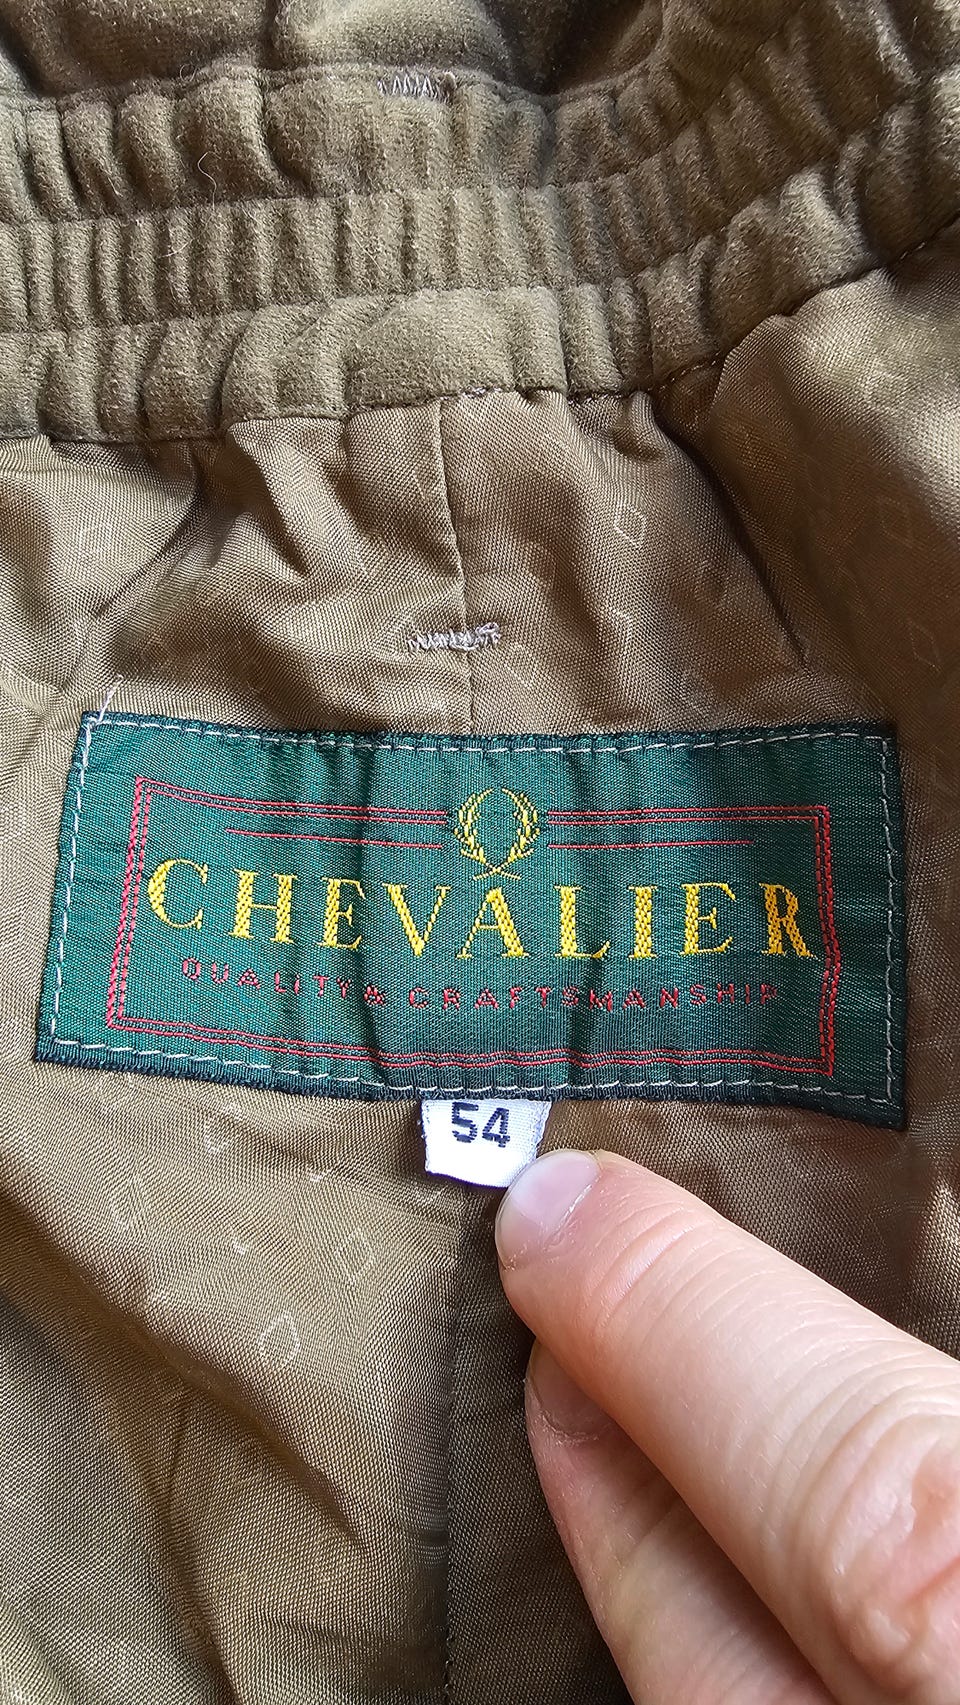 CHEVALIER
QUALITY & CRAFTSMANSHIP
54